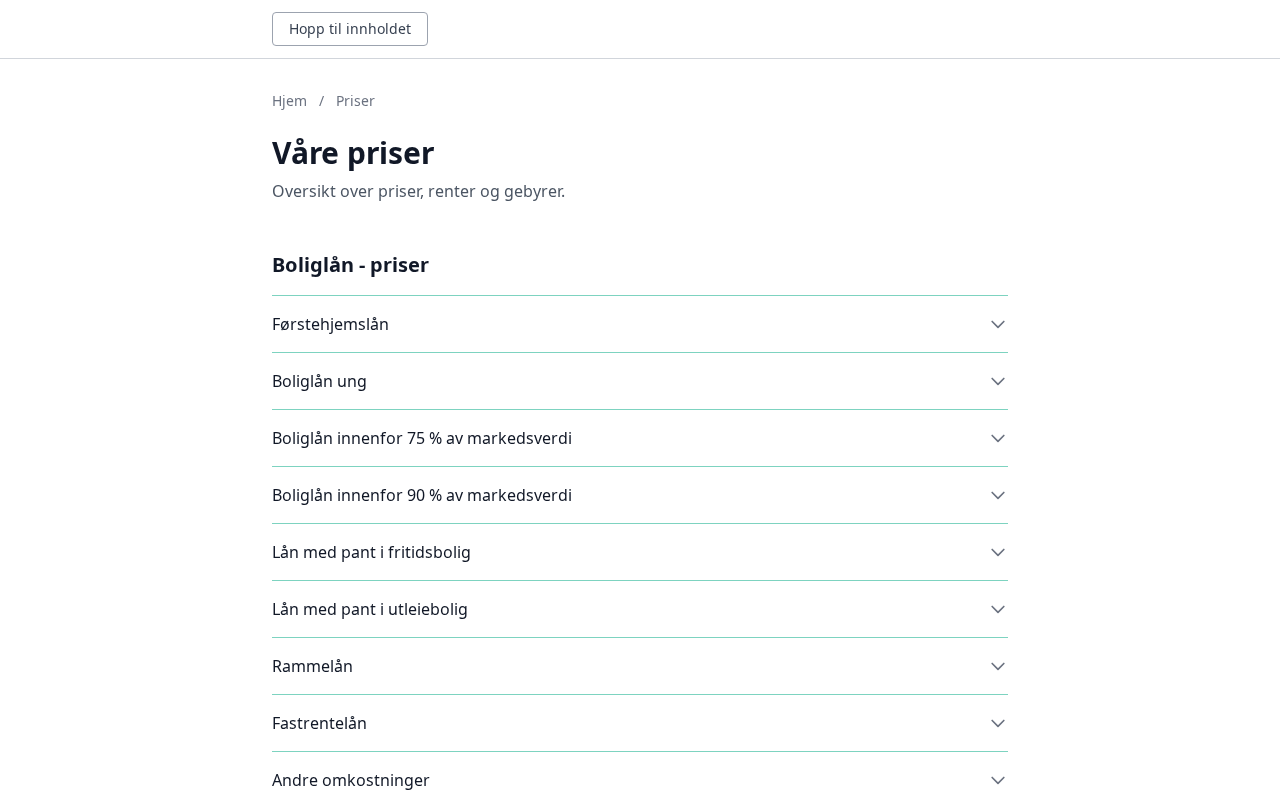 Hopp til innholdet
Hjem / Priser
Våre priser
Oversikt over priser, renter og gebyrer.
Boliglån - priser
Førstehjemslån
Boliglån ung
Boliglån innenfor 75 % av markedsverdi
Boliglån innenfor 90 % av markedsverdi
Lån med pant i fritidsbolig
Lån med pant i utleiebolig
Rammelån
Fastrentelån
Andre omkostninger